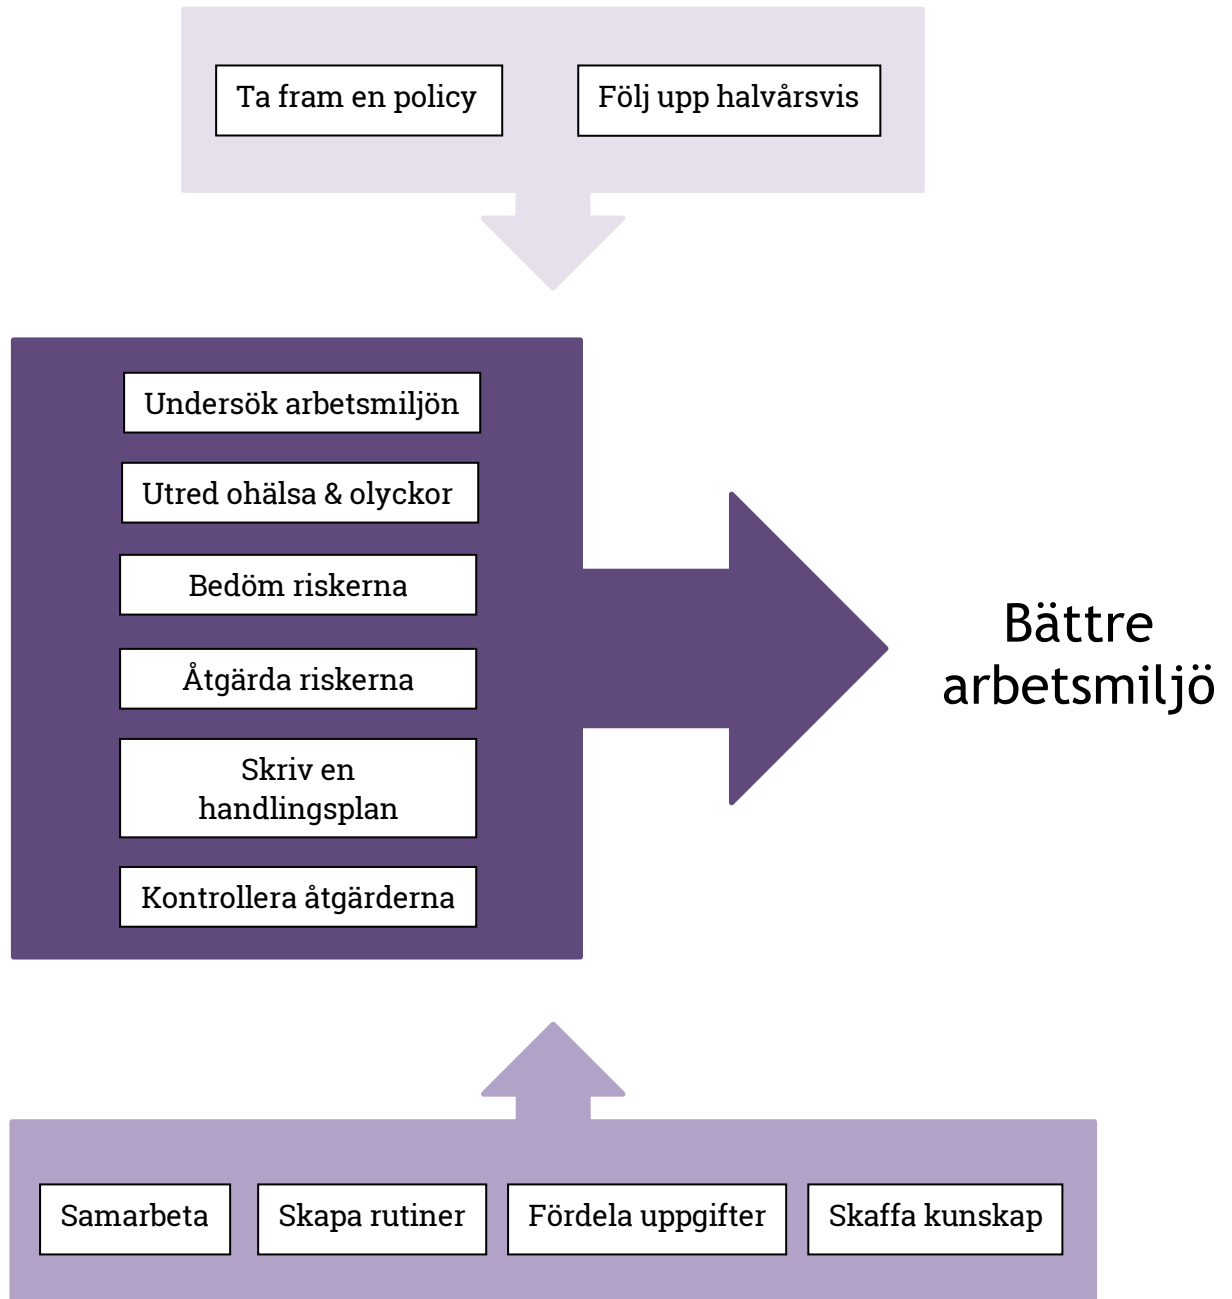 Ta fram en policy
Följ upp halvårsvis
Undersök arbetsmiljön
Utred ohälsa & olyckor
Bedöm riskerna
Åtgärda riskerna
Skriv en
handlingsplan
Kontrollera åtgärderna
Bättre
arbetsmiljö
Samarbeta
Skapa rutiner
Fördela uppgifter
Skaffa kunskap